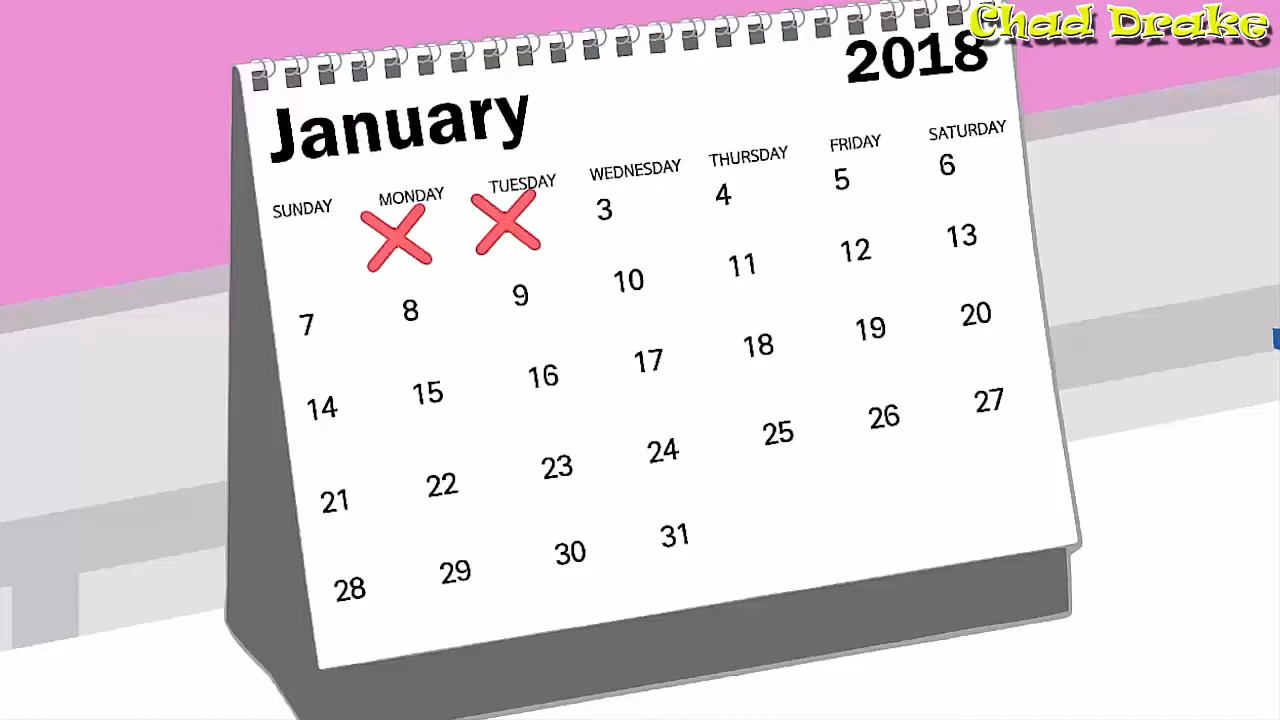 Chad Drake
2018
January
SUNDAY MONDAY TUESDAY WEDNESDAY THURSDAY FRIDAY SATURDAY
3 4 5 6
7 8 9 10 11 12 13
14 15 16 17 18 19 20
21 22 23 24 25 26 27
28 29 30 31